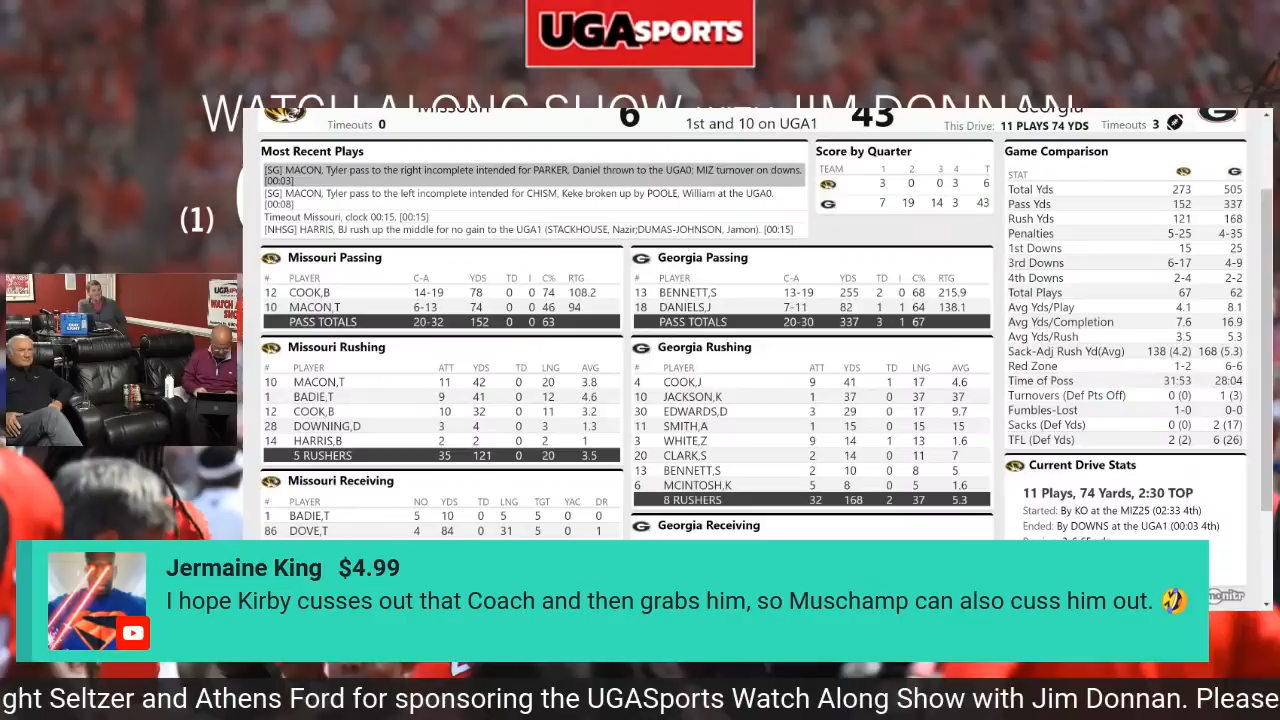 UGASPORTS
WATCH ALONG SHOW WITH JIM DONNAN
(1)
Missouri 6 43 Georgia
Timeouts 0 1st and 10 on UGA1 This Drive: 11 PLAYS 74 YDS Timeouts 3
Most Recent Plays
[SG] MACON, Tyler pass to the right incomplete intended for PARKER, Daniel thrown to the UGA0; MIZ turnover on downs.
[00:03]
[SG] MACON, Tyler pass to the left incomplete intended for CHISM, Keke broken up by POOLE, William at the UGA0.
[00:08]
Timeout Missouri, clock 00:15. [00:15]
[NHSG] HARRIS, BJ rush up the middle for no gain to the UGA1 (STACKHOUSE, Nazir;DUMAS-JOHNSON, Jamon). [00:15]
Score by Quarter
TEAM 1 2 3 4 T
3 0 0 3 6
7 19 14 3 43
Game Comparison
STAT
Total Yds 273 505
Pass Yds 152 337
Rush Yds 121 168
Penalties 5-25 4-35
1st Downs 15 25
3rd Downs 6-17 4-9
4th Downs 2-4 2-2
Total Plays 67 62
Avg Yds/Play 4.1 8.1
Avg Yds/Completion 7.6 16.9
Avg Yds/Rush 3.5 5.3
Sack-Adj Rush Yd(Avg) 138 (4.2) 168 (5.3)
Red Zone 1-2 6-6
Time of Poss 31:53 28:04
Turnovers (Def Pts Off) 0 (0) 1 (3)
Fumbles-Lost 1-0 0-0
Sacks (Def Yds) 0 (0) 2 (17)
TFL (Def Yds) 2 (2) 6 (26)
Missouri Passing
# PLAYER C-A YDS TD I C% RTG
12 COOK,B 14-19 78 0 0 74 108.2
10 MACON,T 6-13 74 0 0 46 94
PASS TOTALS 20-32 152 0 0 63
Georgia Passing
# PLAYER C-A YDS TD I C% RTG
13 BENNETT,S 13-19 255 2 0 68 215.9
18 DANIELS,J 7-11 82 1 1 64 138.1
PASS TOTALS 20-30 337 3 1 67
Missouri Rushing
# PLAYER ATT YDS TD LNG AVG
10 MACON,T 11 42 0 20 3.8
1 BADIE,T 9 41 0 12 4.6
12 COOK,B 10 32 0 11 3.2
28 DOWNING,D 3 4 0 3 1.3
14 HARRIS,B 2 2 0 2 1
5 RUSHERS 35 121 0 20 3.5
Georgia Rushing
# PLAYER ATT YDS TD LNG AVG
4 COOK,J 9 41 1 17 4.6
10 JACKSON,K 1 37 0 37 37
30 EDWARDS,D 3 29 0 17 9.7
11 SMITH,A 1 15 0 15 15
3 WHITE,Z 9 14 1 13 1.6
20 CLARK,S 2 14 0 11 7
13 BENNETT,S 2 10 0 8 5
6 MCINTOSH,K 5 8 0 5 1.6
8 RUSHERS 32 168 2 37 5.3
Missouri Receiving
# PLAYER NO YDS TD LNG TGT YAC DR
1 BADIE,T 5 10 0 5 5 0 0
86 DOVE,T 4 84 0 31 5 0 1
Georgia Receiving
Current Drive Stats
11 Plays, 74 Yards, 2:30 TOP
Started: By KO at the MIZ25 (02:33 4th)
Ended: By DOWNS at the UGA1 (00:03 4th)
Jermaine King $4.99
I hope Kirby cusses out that Coach and then grabs him, so Muschamp can also cuss him out. 🤣
ght Seltzer and Athens Ford for sponsoring the UGASports Watch Along Show with Jim Donnan. Please